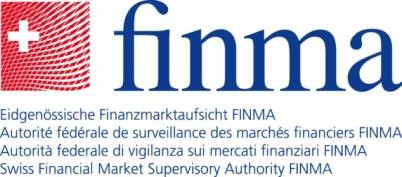 finma
Eidgenössische Finanzmarktaufsicht FINMA
Autorité fédérale de surveillance des marchés financiers FINMA
Autorità federale di vigilanza sui mercati finanziari FINMA
Swiss Financial Market Supervisory Authority FINMA